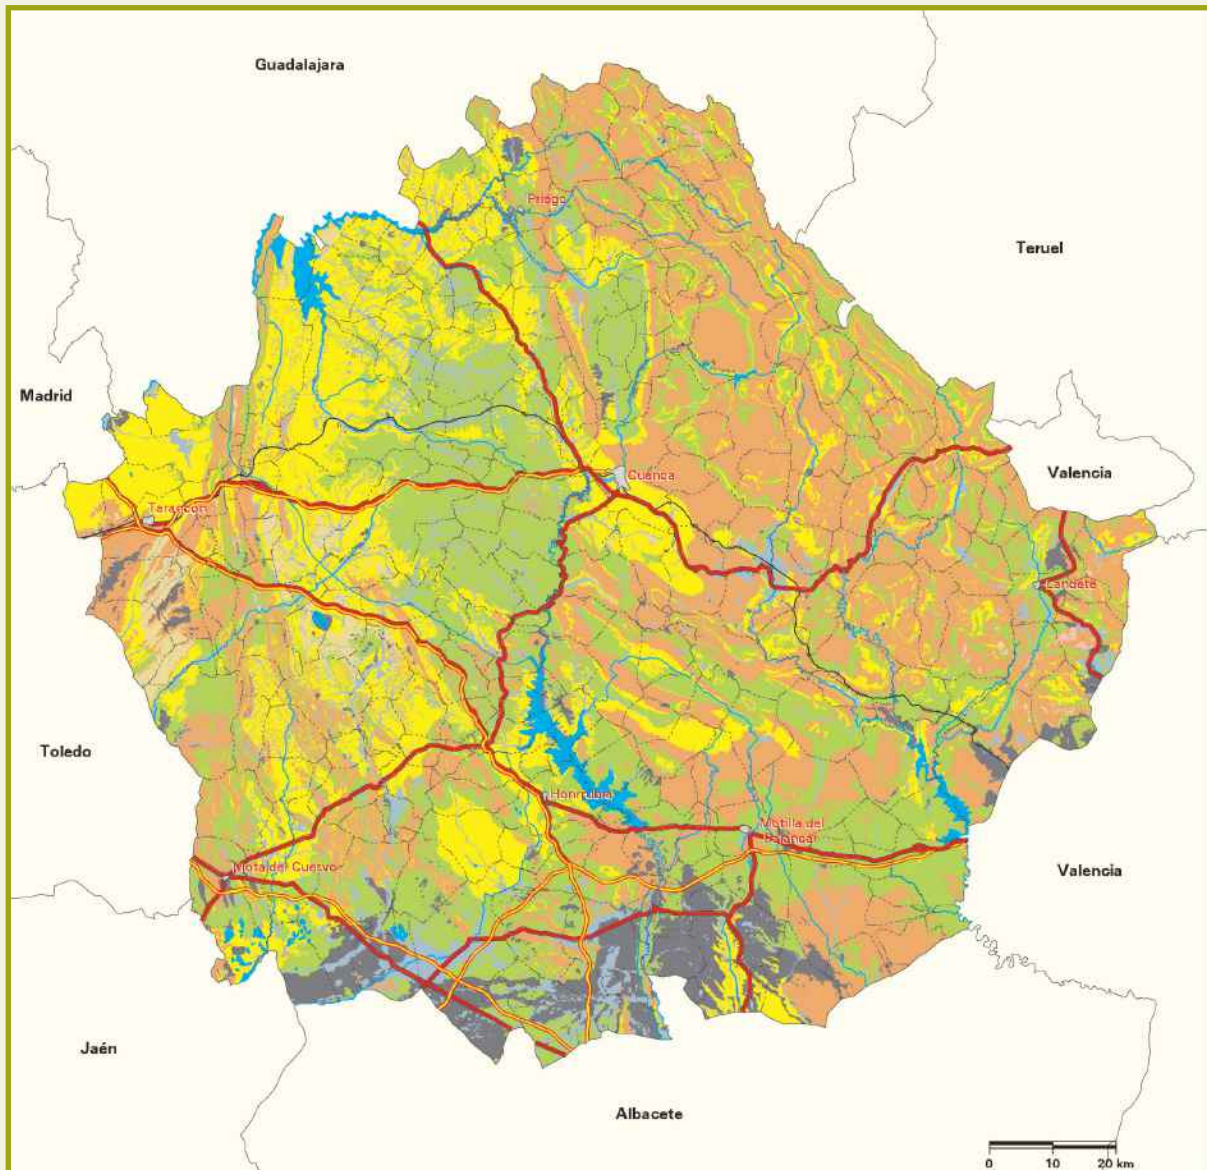 Guadalajara
Priego
Teruel
Madrid
Cuenca
Valencia
Tarancón
Landete
Toledo
Honrrubia
Motilla del
Palancar
Mota del Cuervo
Valencia
Jaén
Albacete
0 10 20 km